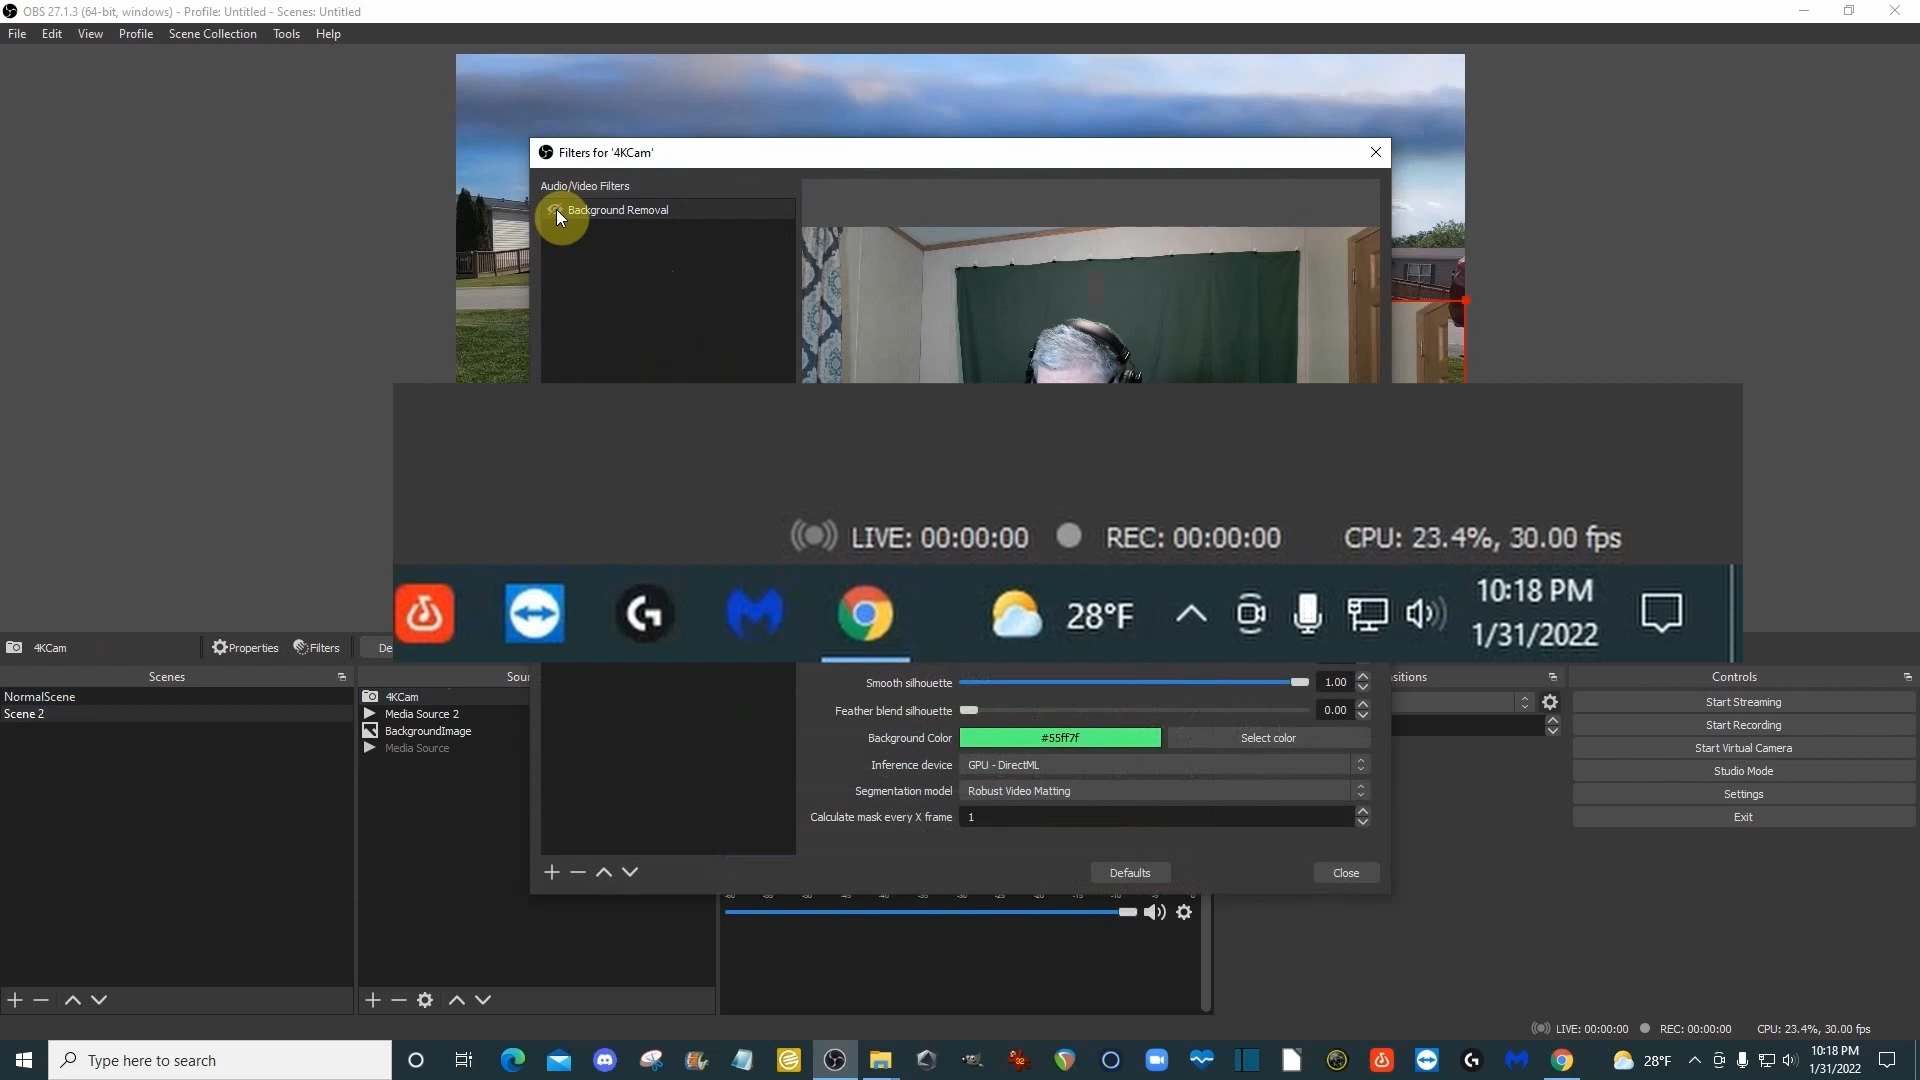 OBS 27.1.3 (64-bit, windows) - Profile: Untitled - Scenes: Untitled
File Edit View Profile Scene Collection Tools Help
Filters for '4KCam'
Audio/Video Filters
Background Removal
LIVE: 00:00:00 REC: 00:00:00 CPU: 23.4%, 30.00 fps
28°F 10:18 PM
1/31/2022
4KCam Properties Filters De
Scenes
NormalScene
Scene 2
Sour
4KCam
Media Source 2
BackgroundImage
Media Source
Smooth silhouette 1.00
Feather blend silhouette 0.00
Background Color #55ff7f Select color
Inference device GPU - DirectML
Segmentation model Robust Video Matting
Calculate mask every X frame 1
Defaults Close
sitions
Controls
Start Streaming
Start Recording
Start Virtual Camera
Studio Mode
Settings
Exit
LIVE: 00:00:00 REC: 00:00:00 CPU: 23.4%, 30.00 fps
Type here to search
28°F 10:18 PM
1/31/2022